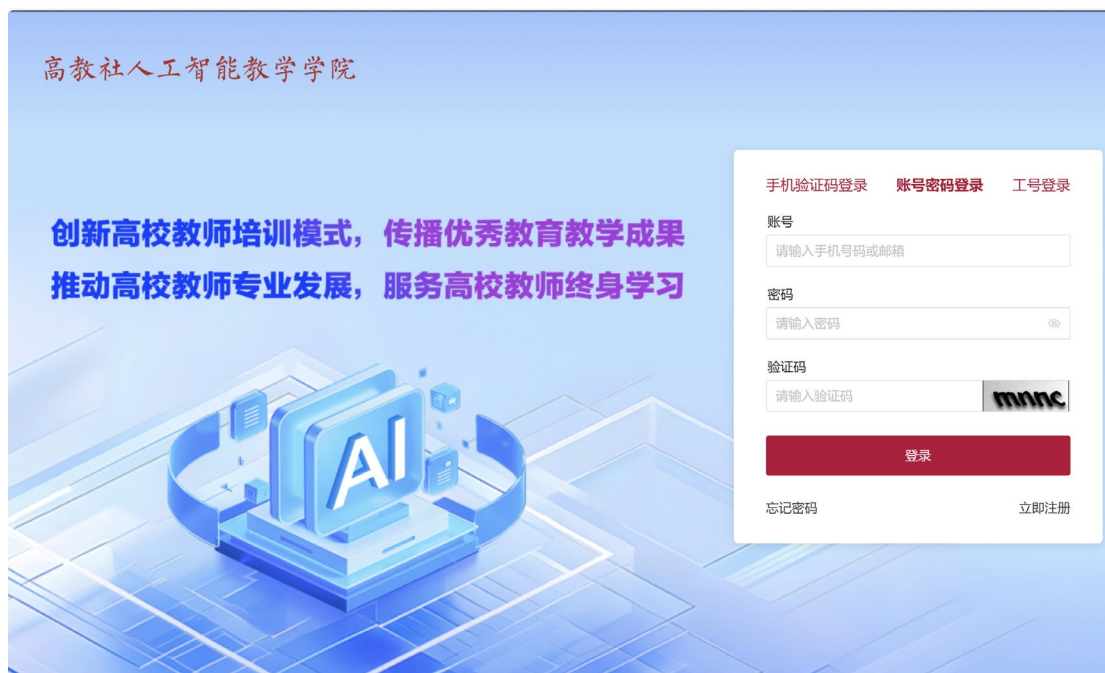 高教社人工智能教学学院
创新高校教师培训模式，传播优秀教育教学成果
推动高校教师专业发展，服务高校教师终身学习
AI
手机验证码登录 账号密码登录 工号登录
账号
请输入手机号码或邮箱
密码
请输入密码
验证码
请输入验证码 mnnc
登录
忘记密码 立即注册